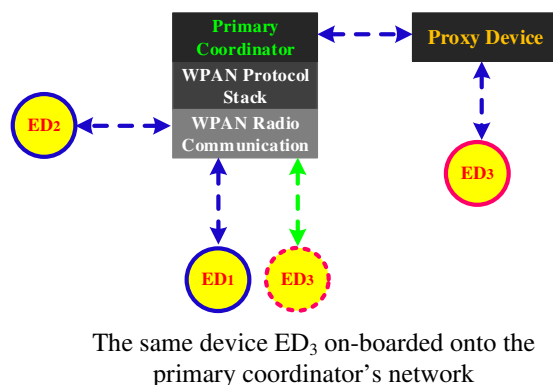 Primary
Coordinator
WPAN Protocol
Stack
WPAN Radio
Communication
Proxy Device
ED2
ED3
ED1
ED3
The same device ED₃ on-boarded onto the
primary coordinator's network